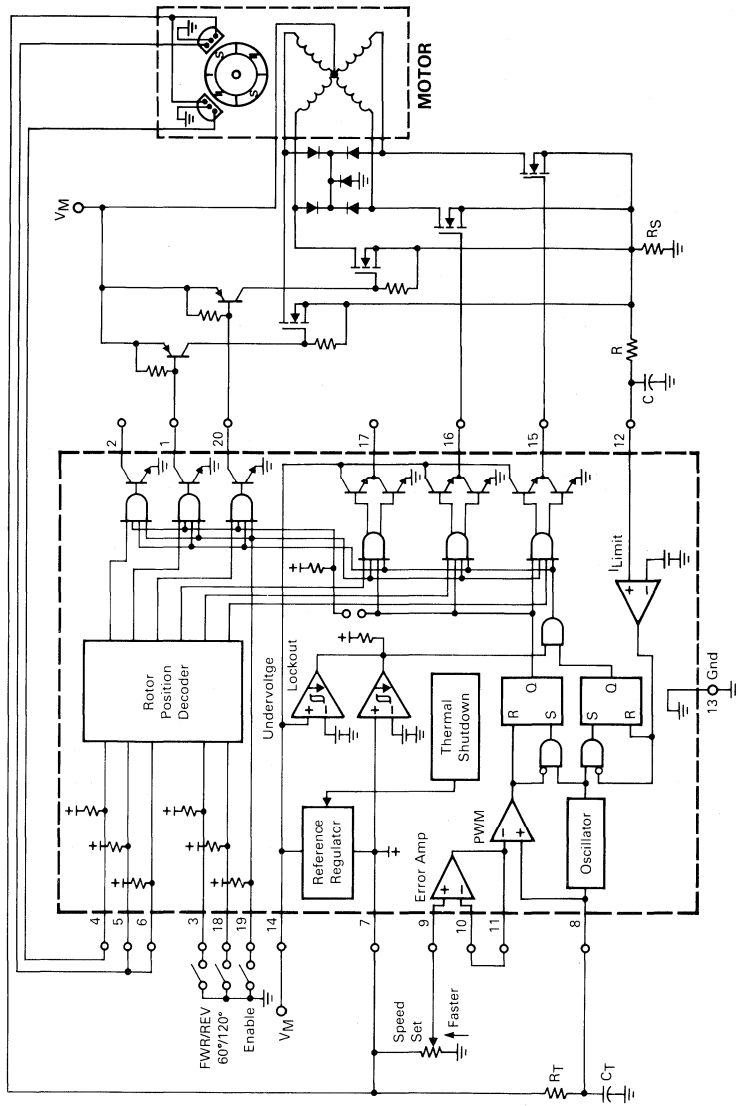 MOTOR
S
N
N
S
VM
RS
R
C
2
1
20
17
16
15
12
Rotor
Position
Decoder
Undervoltge
Lockout
Thermal
Shutdown
Reference
Regulator
Error Amp
PWM
Oscillator
R
Q
S
S
Q
R
ILimit
13 Gnd
4
5
6
3
18
19
14
7
9
10
11
8
FWR/REV
60°/120°
Enable
VM
Speed
Set
Faster
RT
CT